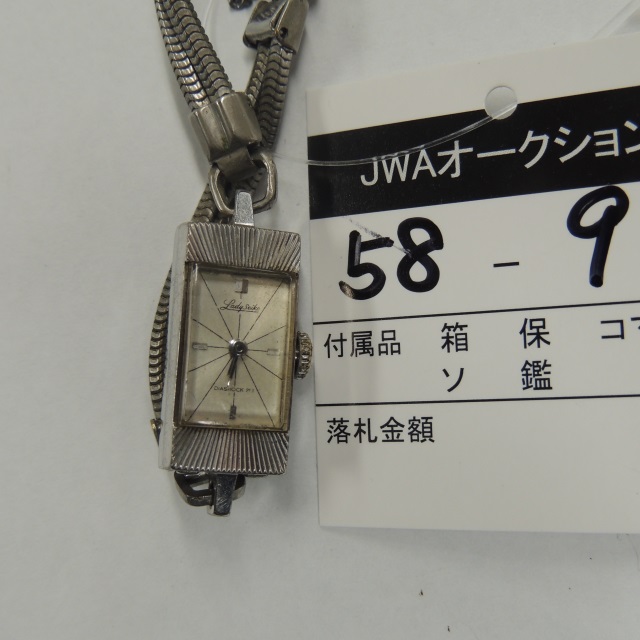 JWAオークション
58 - 9
付属品 箱 保 コマ
ソ 鑑
落札金額
Lady
DIASHOCK